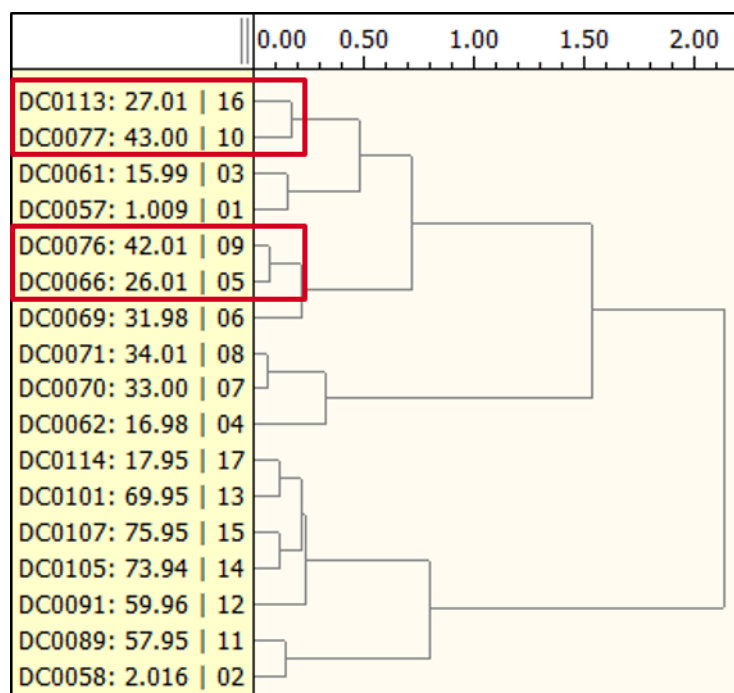 0.00 0.50 1.00 1.50 2.00
DC0113: 27.01 | 16
DC0077: 43.00 | 10
DC0061: 15.99 | 03
DC0057: 1.009 | 01
DC0076: 42.01 | 09
DC0066: 26.01 | 05
DC0069: 31.98 | 06
DC0071: 34.01 | 08
DC0070: 33.00 | 07
DC0062: 16.98 | 04
DC0114: 17.95 | 17
DC0101: 69.95 | 13
DC0107: 75.95 | 15
DC0105: 73.94 | 14
DC0091: 59.96 | 12
DC0089: 57.95 | 11
DC0058: 2.016 | 02